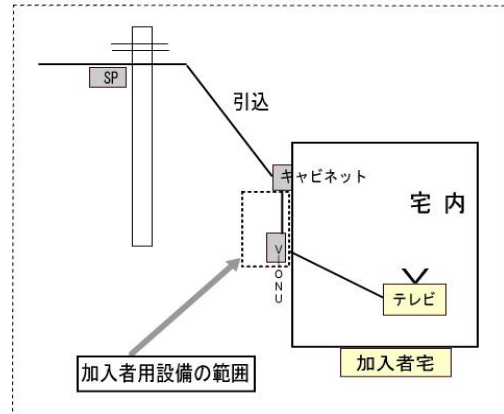 SP
引込
キャビネット
宅内
V-ONU
テレビ
加入者用設備の範囲
加入者宅